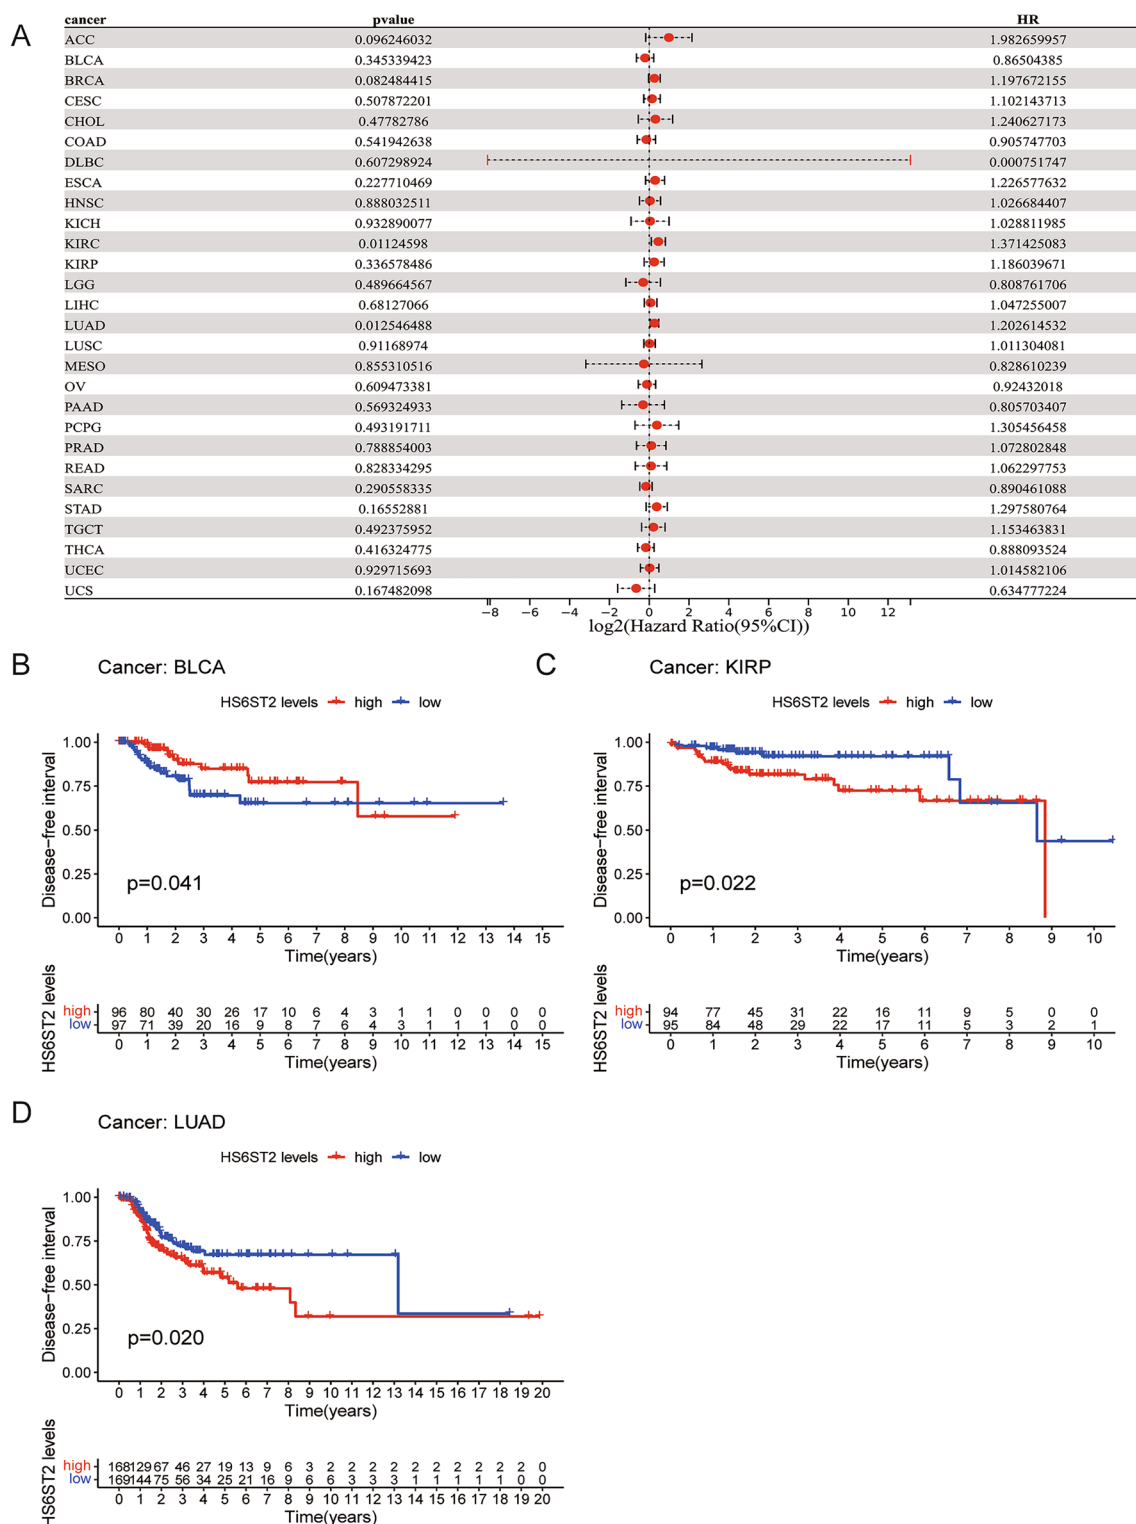 A
cancer pvalue HR
ACC 0.096246032 1.982659957
BLCA 0.345339423 0.86504385
BRCA 0.082484415 1.197672155
CESC 0.507872201 1.102143713
CHOL 0.47782786 1.240627173
COAD 0.541942638 0.905747703
DLBC 0.607298924 0.000751747
ESCA 0.227710469 1.226577632
HNSC 0.888032511 1.026684407
KICH 0.932890077 1.028811985
KIRC 0.01124598 1.371425083
KIRP 0.336578486 1.186039671
LGG 0.489664567 0.808761706
LIHC 0.68127066 1.047255007
LUAD 0.012546488 1.202614532
LUSC 0.91168974 1.011304081
MESO 0.855310516 0.828610239
OV 0.609473381 0.92432018
PAAD 0.569324933 0.805703407
PCPG 0.493191711 1.305456458
PRAD 0.788854003 1.072802848
READ 0.828334295 1.062297753
SARC 0.290558335 0.890461088
STAD 0.16552881 1.297580764
TGCT 0.492375952 1.153463831
THCA 0.416324775 0.888093524
UCEC 0.929715693 1.014582106
UCS 0.167482098 0.634777224
−8 −6 −4 −2 0 2 4 6 8 10 12
log2(Hazard Ratio(95%CI))
B
Cancer: BLCA
HS6ST2 levels high low
Disease-free interval
1.00
0.75
0.50
0.25
0.00
p=0.041
0 1 2 3 4 5 6 7 8 9 10 11 12 13 14 15
Time(years)
HS6ST2 levels
high 96 80 40 30 26 17 10 6 4 3 1 1 0 0 0 0
low 97 71 39 20 16 9 8 7 6 4 3 1 1 1 0 0
0 1 2 3 4 5 6 7 8 9 10 11 12 13 14 15
Time(years)
C
Cancer: KIRP
HS6ST2 levels high low
Disease-free interval
1.00
0.75
0.50
0.25
0.00
p=0.022
0 1 2 3 4 5 6 7 8 9 10
Time(years)
HS6ST2 levels
high 94 77 45 31 22 16 11 9 5 0 0
low 95 84 48 29 22 17 11 5 3 2 1
0 1 2 3 4 5 6 7 8 9 10
Time(years)
D
Cancer: LUAD
HS6ST2 levels high low
Disease-free interval
1.00
0.75
0.50
0.25
0.00
p=0.020
0 1 2 3 4 5 6 7 8 9 10 11 12 13 14 15 16 17 18 19 20
Time(years)
HS6ST2 levels
high 168 129 67 46 27 19 13 9 6 3 2 2 2 2 2 2 2 2 2 2 0
low 169 144 75 56 34 25 21 16 9 6 6 3 3 3 1 1 1 1 1 0 0
0 1 2 3 4 5 6 7 8 9 10 11 12 13 14 15 16 17 18 19 20
Time(years)